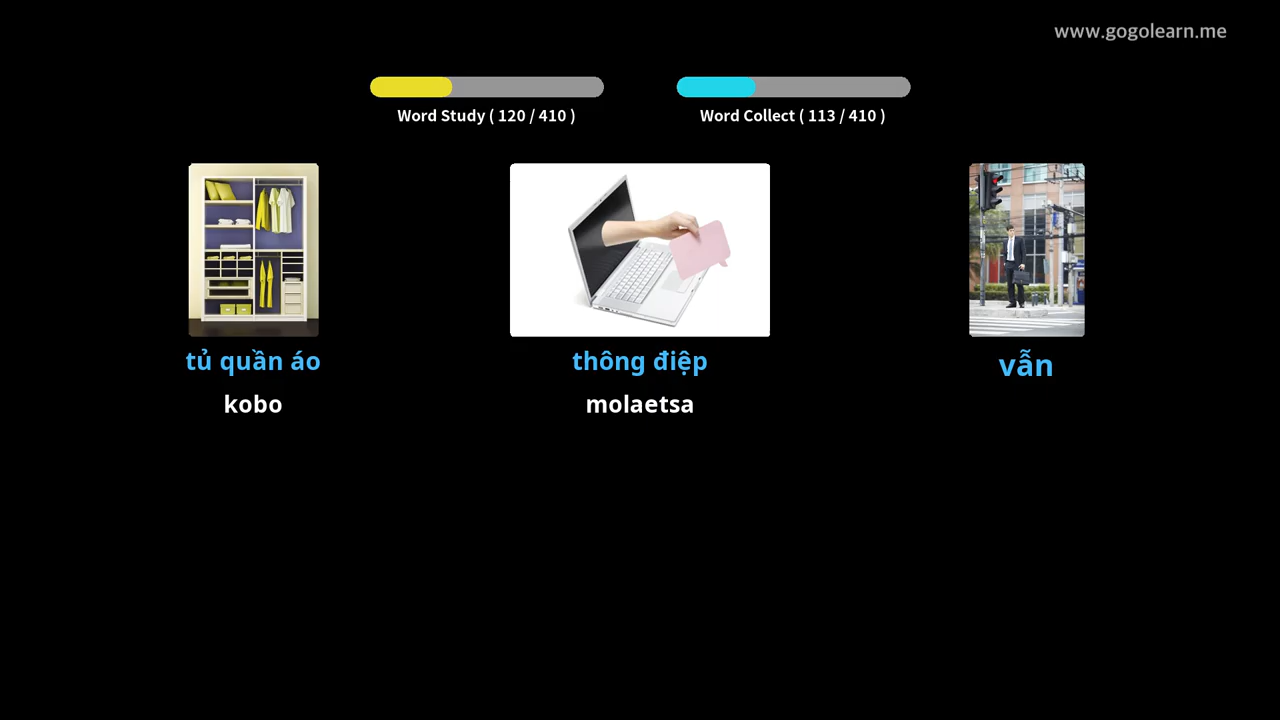 www.gogolearn.me
Word Study ( 120 / 410 )
Word Collect ( 113 / 410 )
tủ quần áo
kobo
thông điệp
molaetsa
vẫn